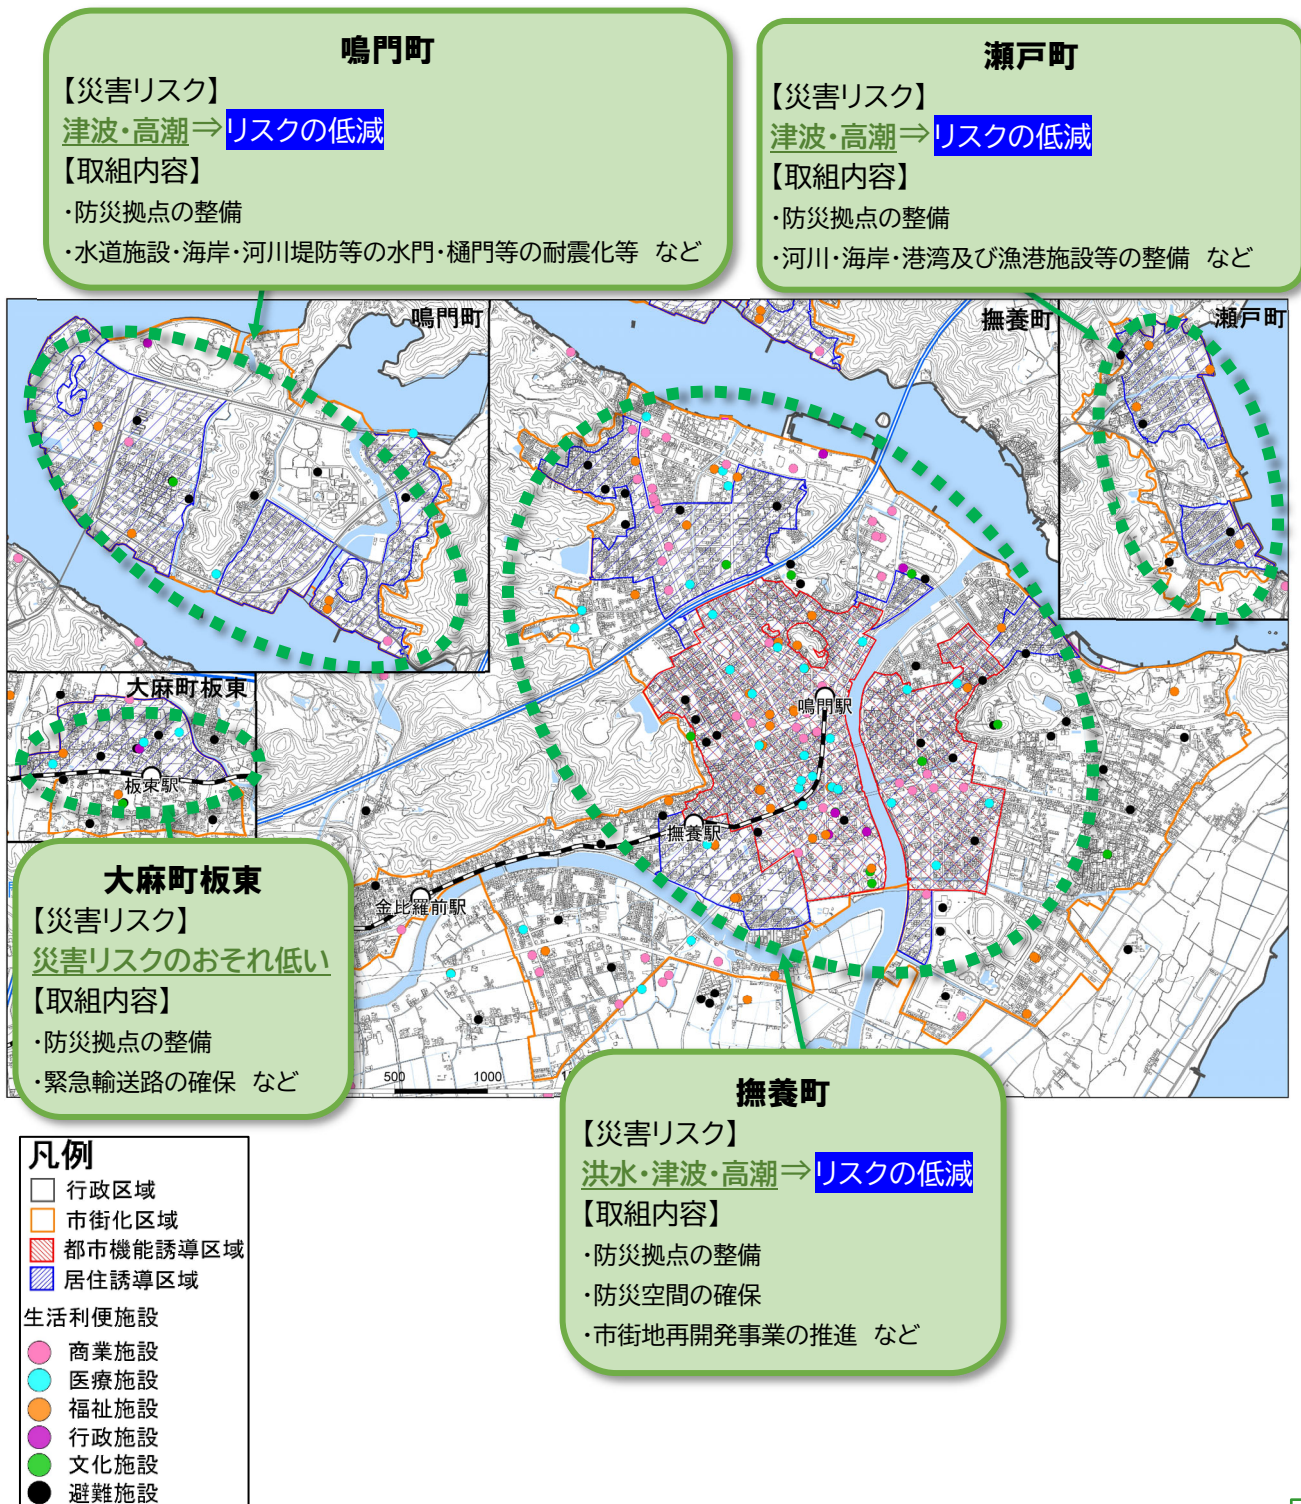 鳴門町
【災害リスク】
津波・高潮⇒リスクの低減
【取組内容】
・防災拠点の整備
・水道施設・海岸・河川堤防等の水門・樋門等の耐震化等 など
瀬戸町
【災害リスク】
津波・高潮⇒リスクの低減
【取組内容】
・防災拠点の整備
・河川・海岸・港湾及び漁港施設等の整備 など
鳴門町
撫養町
瀬戸町
大麻町板東
板東駅
鳴門駅
撫養駅
金比羅前駅
500
1000
大麻町板東
【災害リスク】
災害リスクのおそれ低い
【取組内容】
・防災拠点の整備
・緊急輸送路の確保 など
撫養町
【災害リスク】
洪水・津波・高潮⇒リスクの低減
【取組内容】
・防災拠点の整備
・防災空間の確保
・市街地再開発事業の推進 など
凡例
行政区域
市街化区域
都市機能誘導区域
居住誘導区域
生活利便施設
商業施設
医療施設
福祉施設
行政施設
文化施設
避難施設